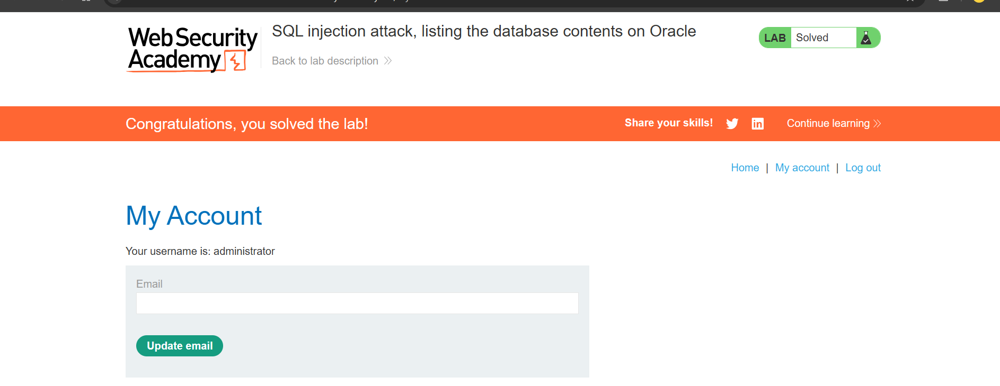 Web Security
Academy
SQL injection attack, listing the database contents on Oracle
Back to lab description
LAB Solved
Congratulations, you solved the lab!
Share your skills!
Continue learning
Home | My account | Log out
My Account
Your username is: administrator
Email
Update email